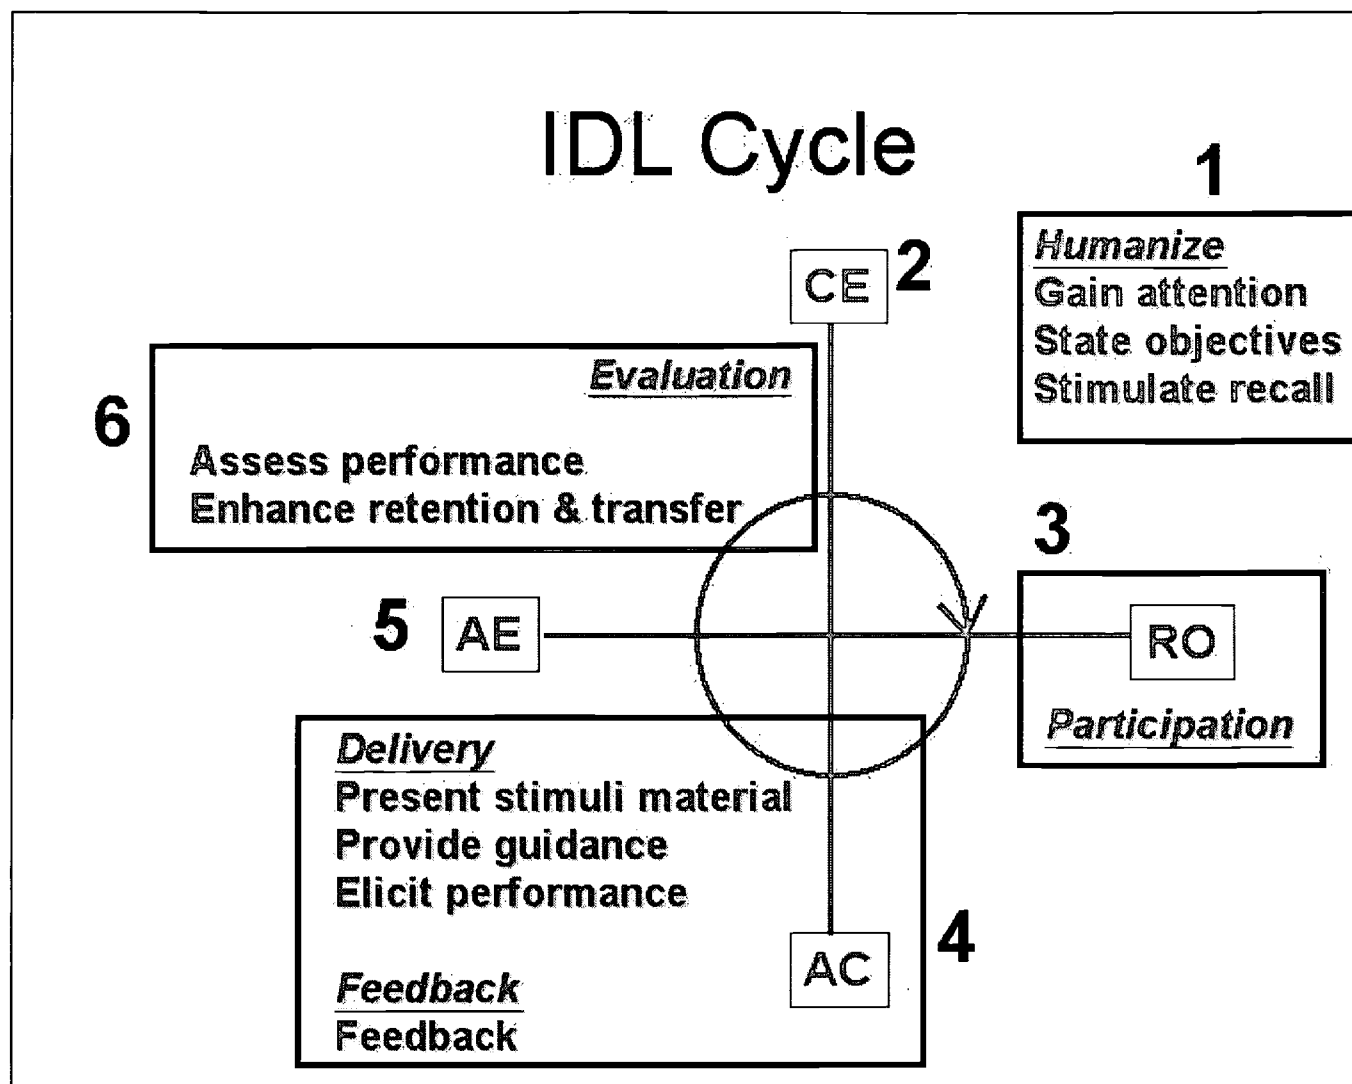 IDL Cycle
1
Humanize
Gain attention
State objectives
Stimulate recall
CE
2
6
Evaluation
Assess performance
Enhance retention & transfer
3
RO
Participation
5
AE
Delivery
Present stimuli material
Provide guidance
Elicit performance
AC
4
Feedback
Feedback